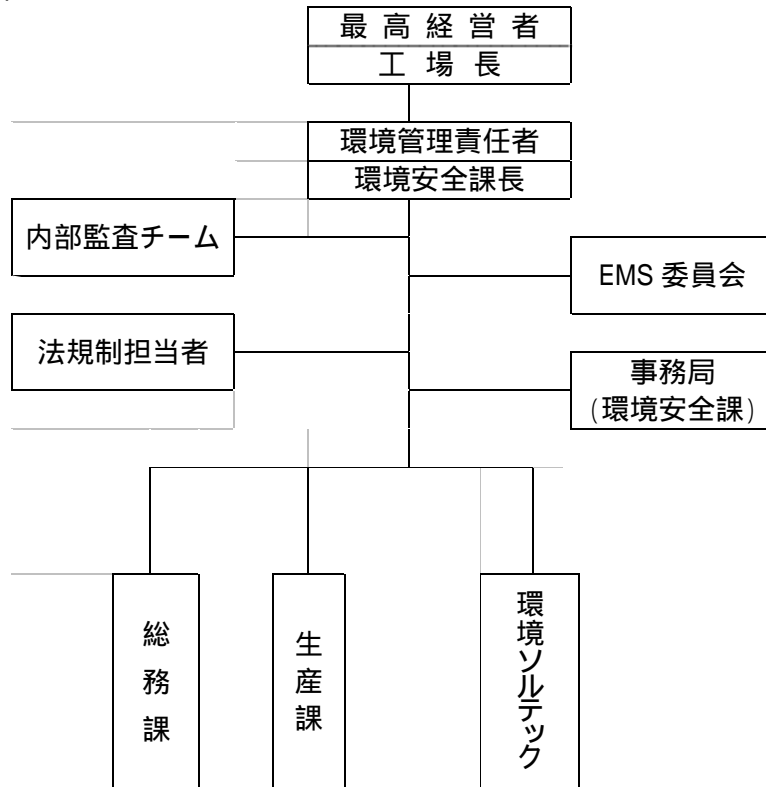 最高経営者
工場長
環境管理責任者
環境安全課長
内部監査チーム
EMS 委員会
法規制担当者
事務局
(環境安全課)
総務課
生産課
環境ソルテック